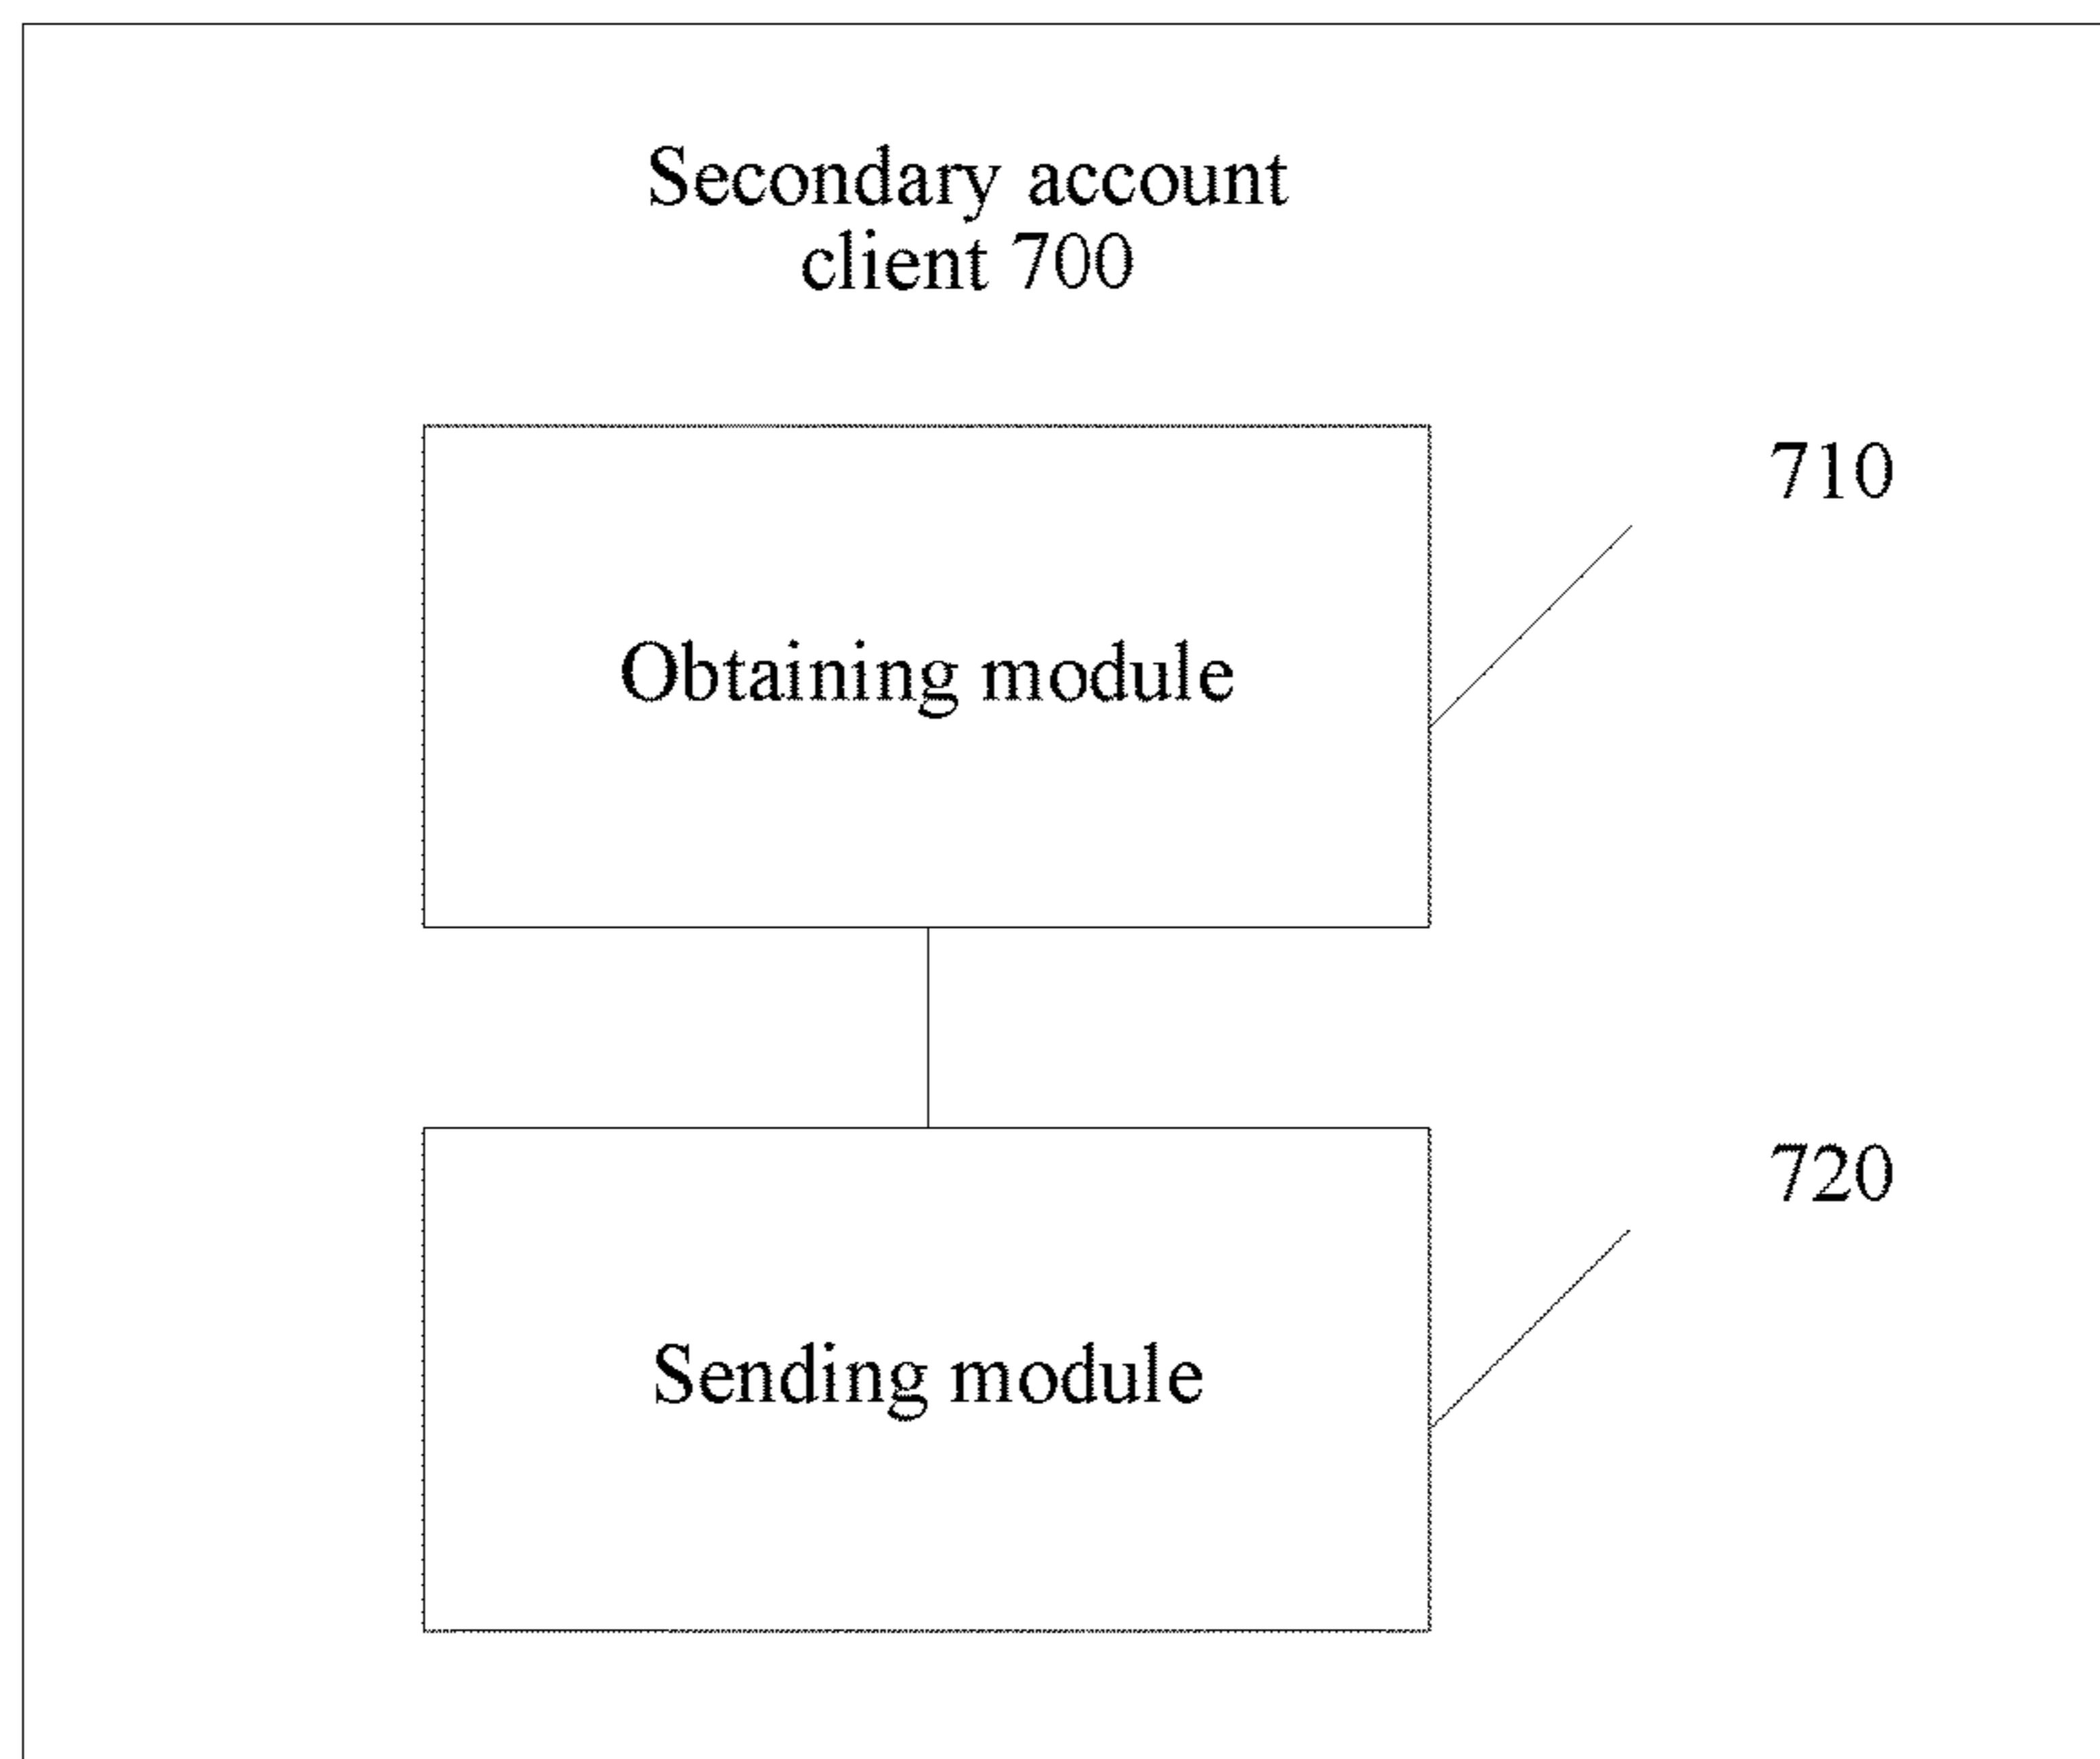 Secondary account
client 700
710
Obtaining module
720
Sending module